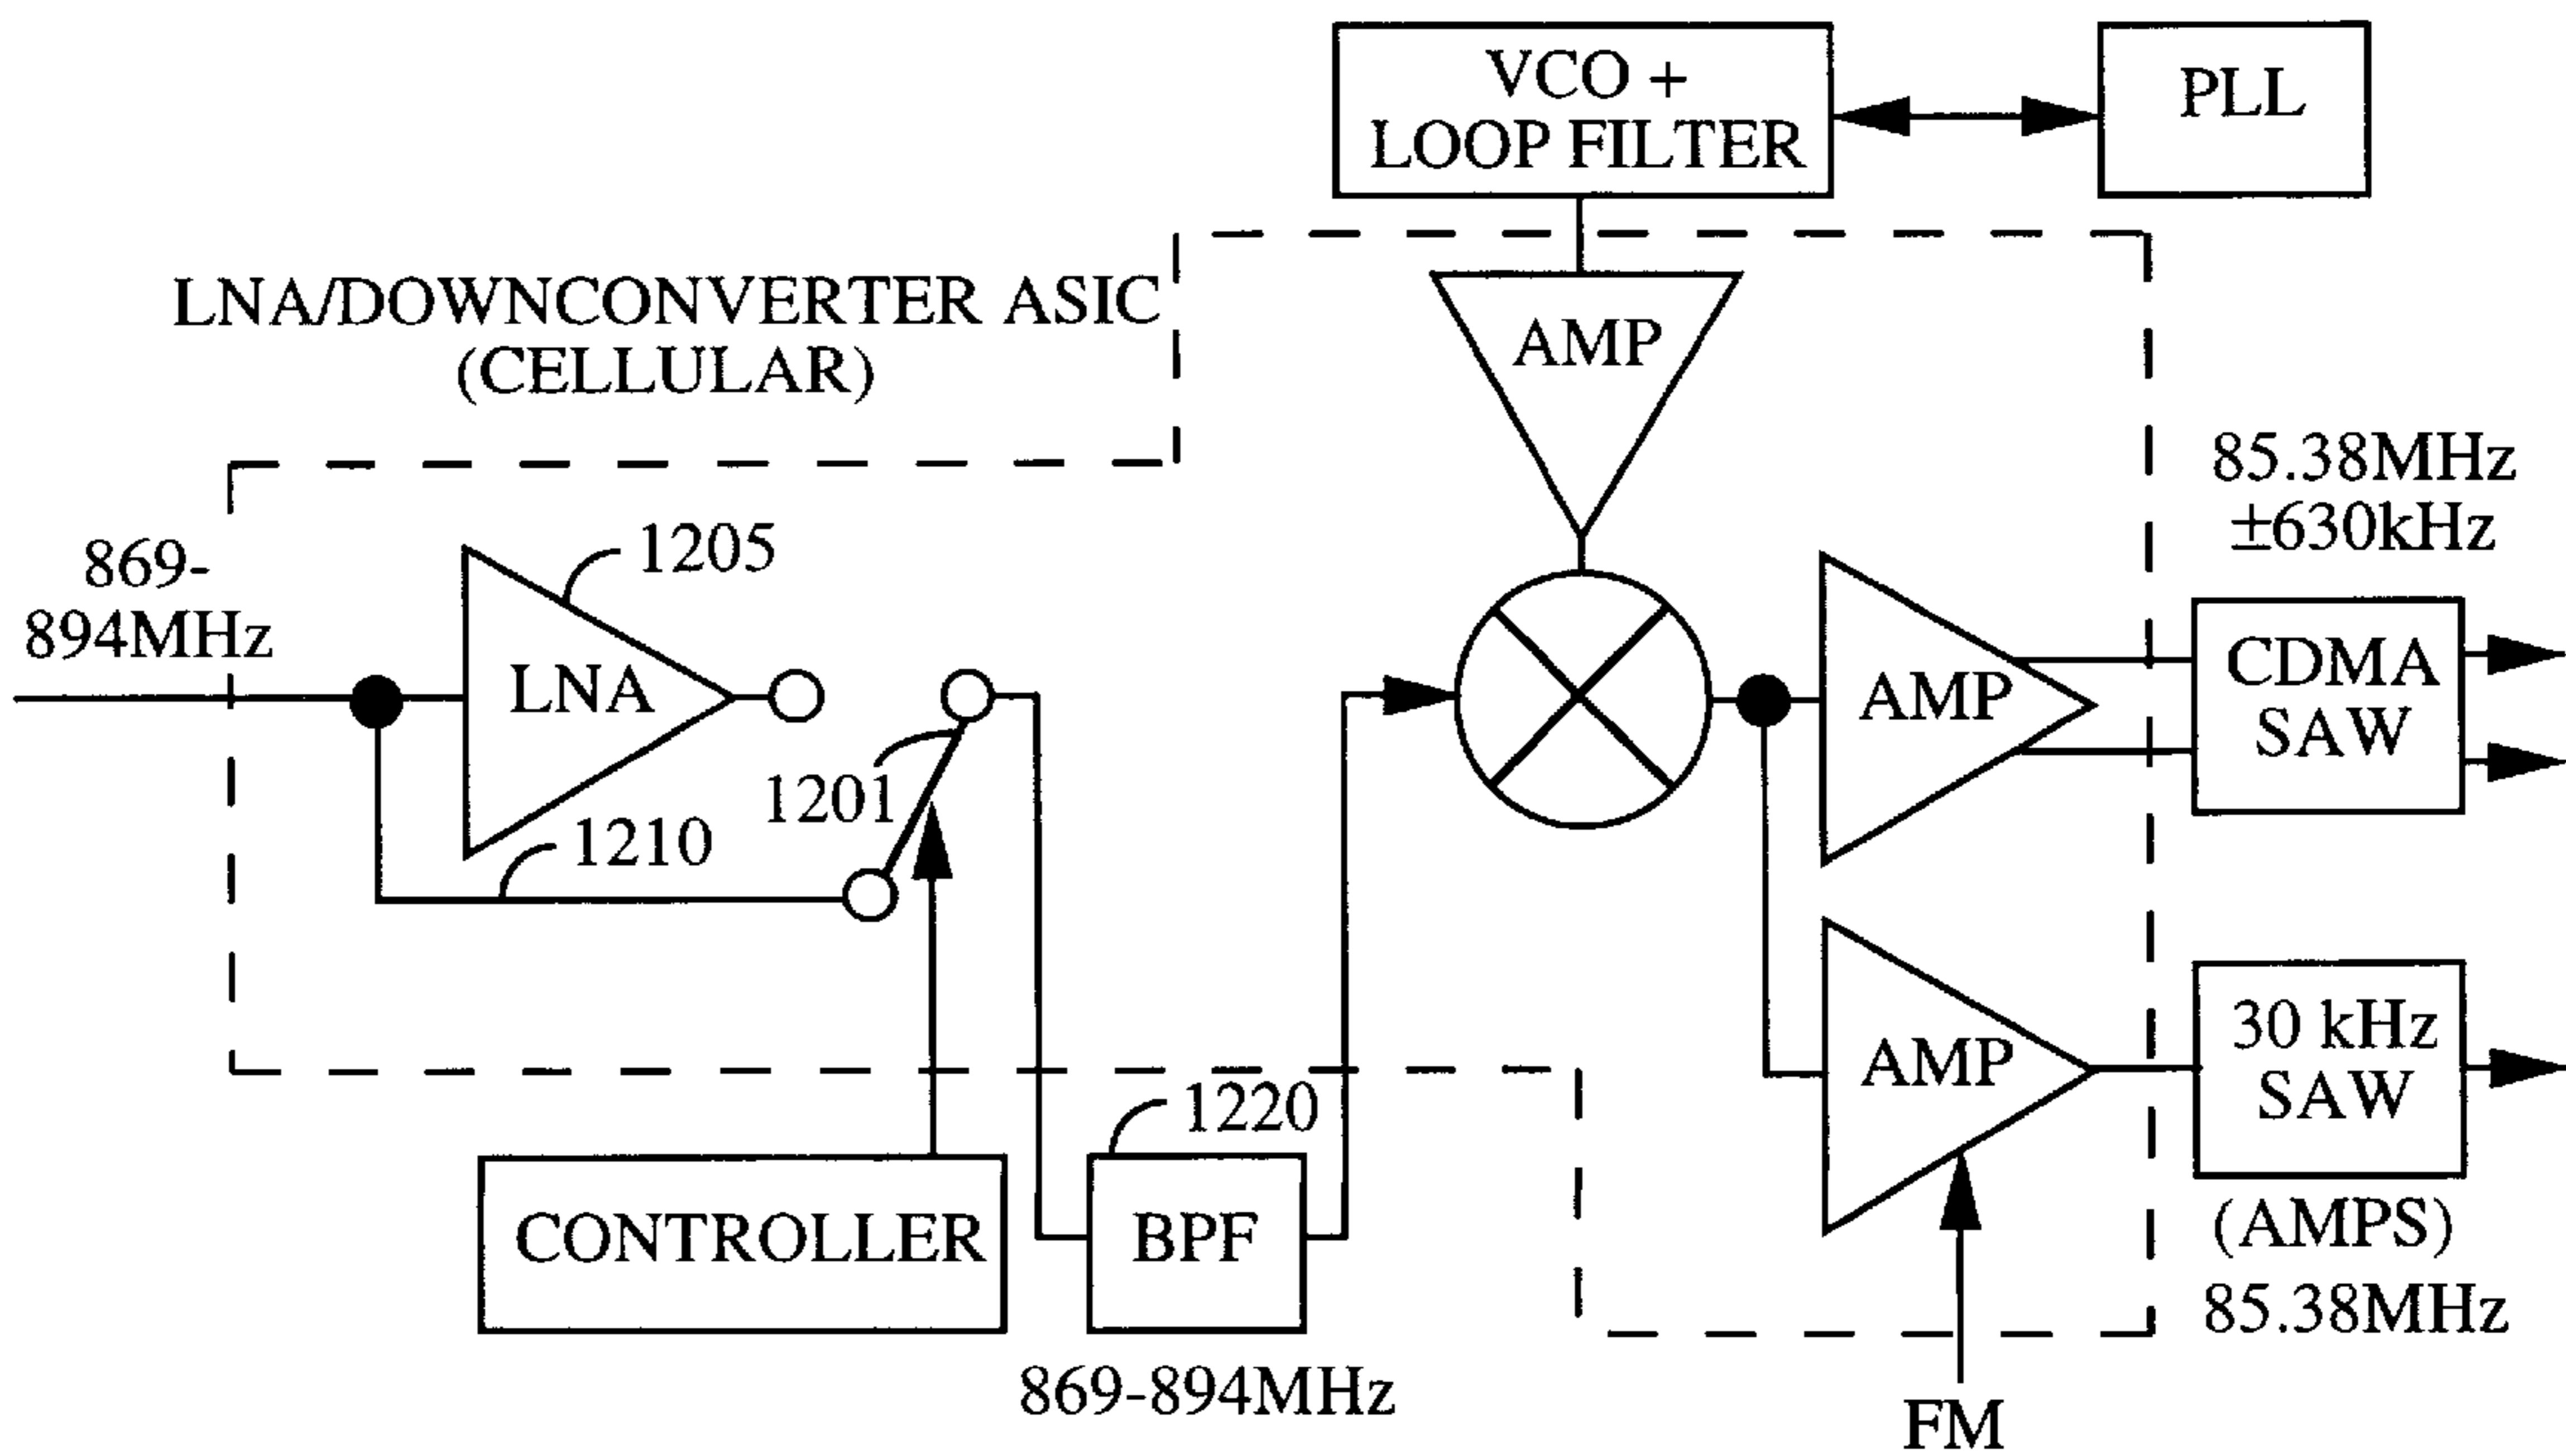 VCO +
LOOP FILTER
PLL
LNA/DOWNCONVERTER ASIC
(CELLULAR)
AMP
85.38MHz
±630kHz
869-
894MHz
1205
LNA
1201
1210
AMP
CDMA
SAW
AMP
30 kHz
SAW
(AMPS)
85.38MHz
1220
CONTROLLER
BPF
869-894MHz
FM